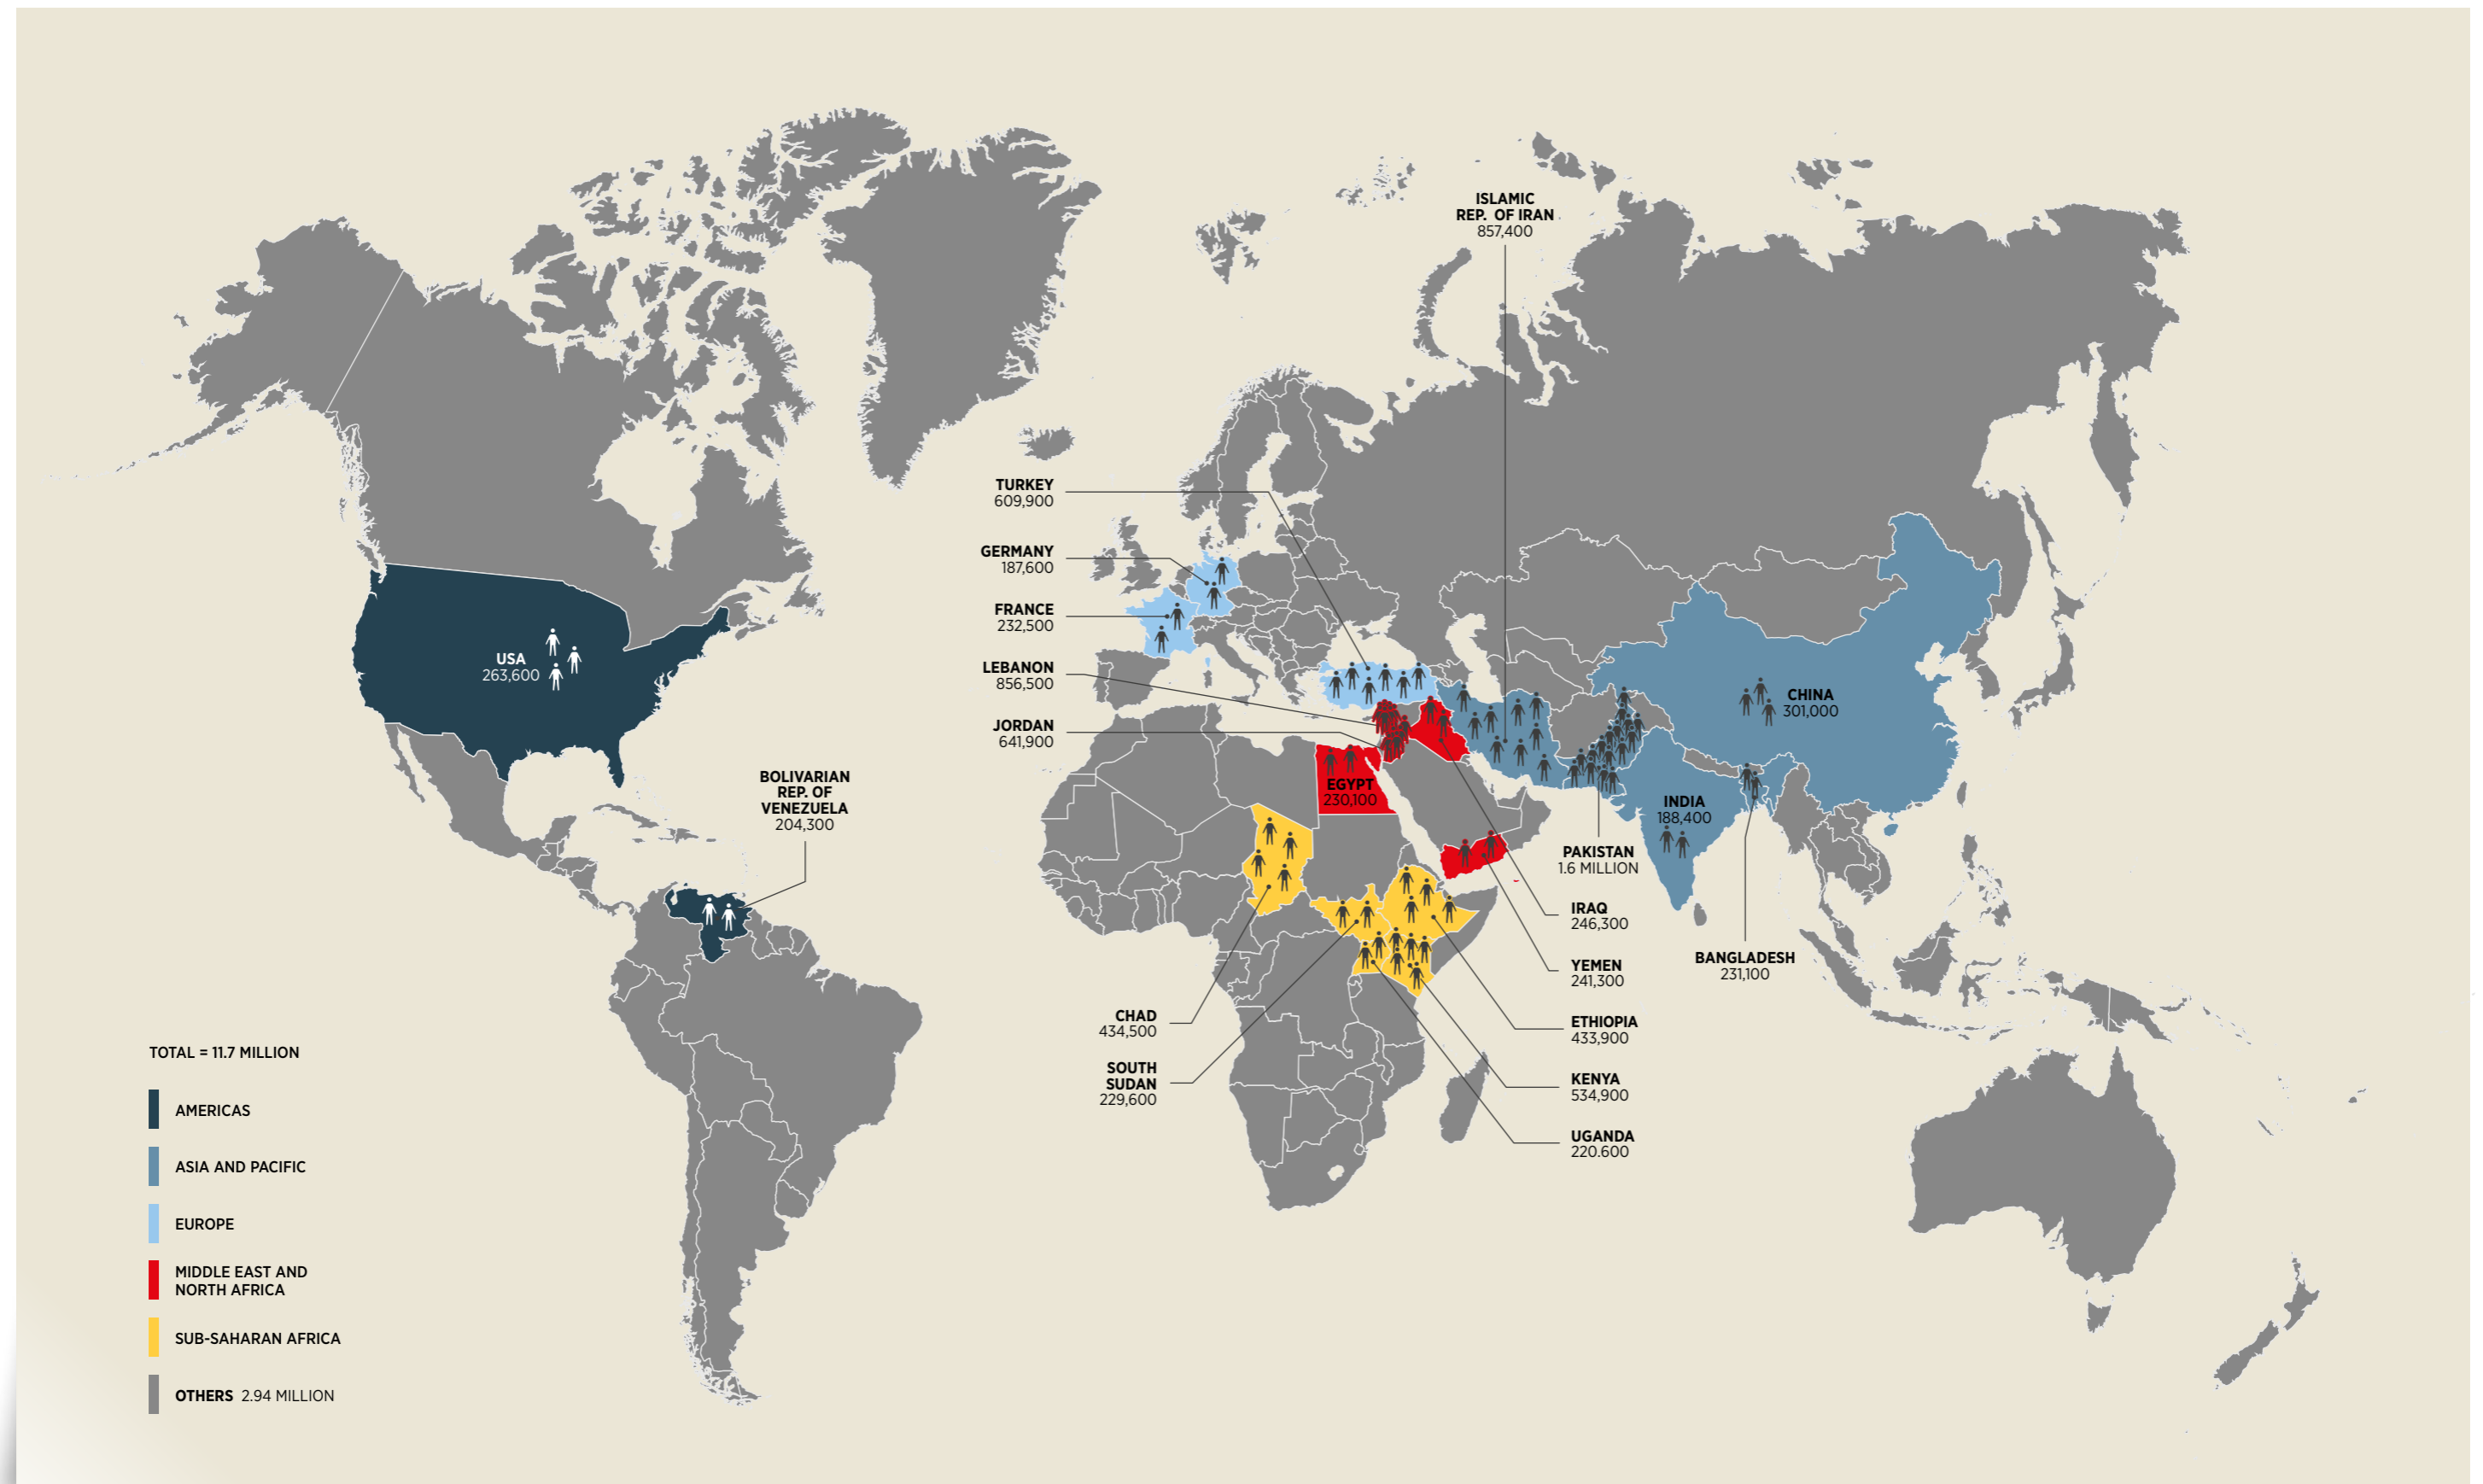 ISLAMIC
REP. OF IRAN
857,400
TURKEY
609,900
GERMANY
187,600
FRANCE
232,500
LEBANON
856,500
JORDAN
641,900
USA
263,600
BOLIVARIAN
REP. OF
VENEZUELA
204,300
EGYPT
230,100
CHINA
301,000
INDIA
188,400
PAKISTAN
1.6 MILLION
IRAQ
246,300
YEMEN
241,300
BANGLADESH
231,100
CHAD
434,500
SOUTH
SUDAN
229,600
ETHIOPIA
433,900
KENYA
534,900
UGANDA
220.600
TOTAL = 11.7 MILLION
AMERICAS
ASIA AND PACIFIC
EUROPE
MIDDLE EAST AND
NORTH AFRICA
SUB-SAHARAN AFRICA
OTHERS 2.94 MILLION